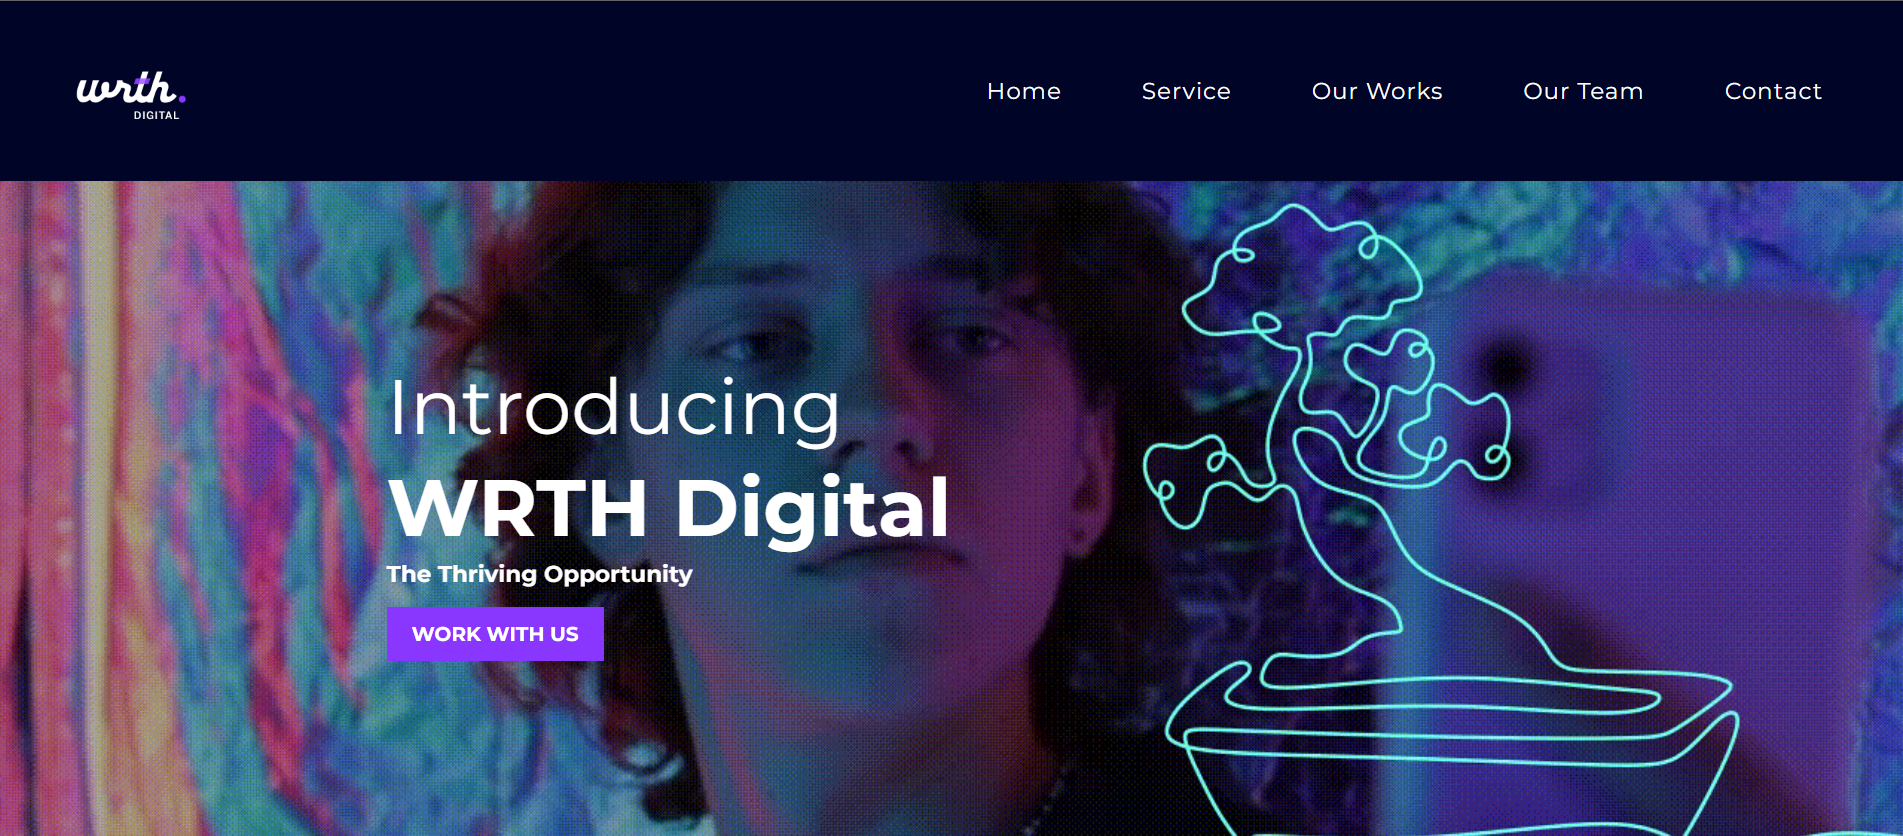 wrth.
DIGITAL
Home
Service
Our Works
Our Team
Contact
Introducing
WRTH Digital
The Thriving Opportunity
WORK WITH US